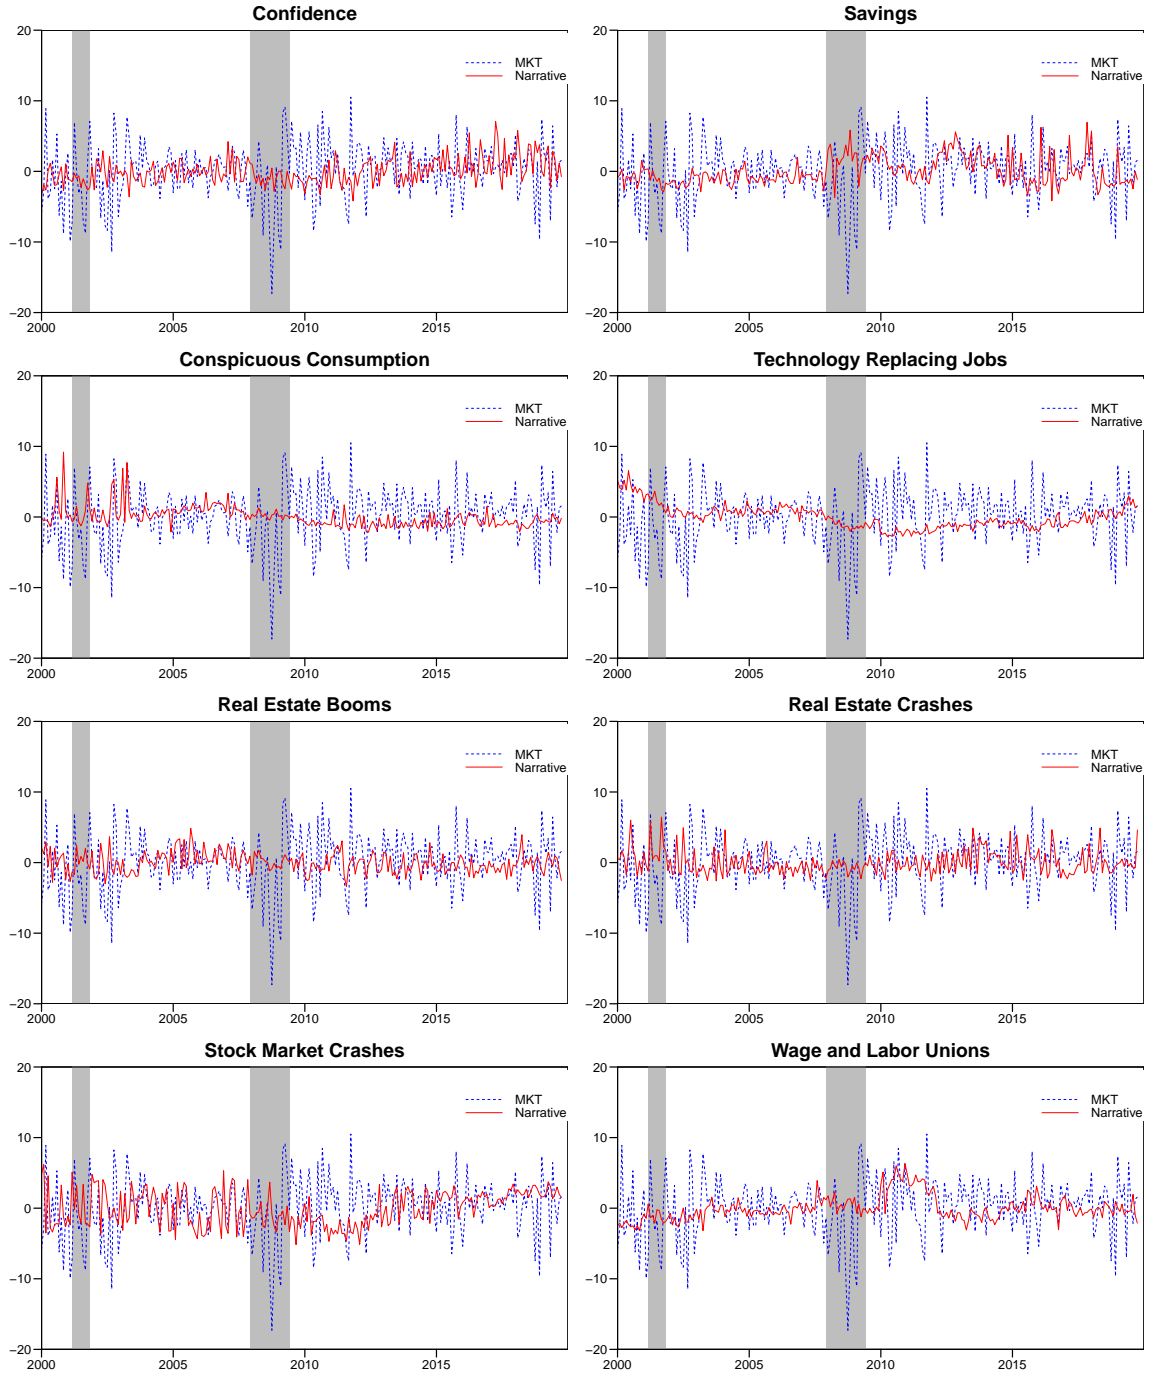 Confidence
20
10
0
−10
−20
2000 2005 2010 2015
MKT
Narrative
Savings
20
10
0
−10
−20
2000 2005 2010 2015
MKT
Narrative
Conspicuous Consumption
20
10
0
−10
−20
2000 2005 2010 2015
MKT
Narrative
Technology Replacing Jobs
20
10
0
−10
−20
2000 2005 2010 2015
MKT
Narrative
Real Estate Booms
20
10
0
−10
−20
2000 2005 2010 2015
MKT
Narrative
Real Estate Crashes
20
10
0
−10
−20
2000 2005 2010 2015
MKT
Narrative
Stock Market Crashes
20
10
0
−10
−20
2000 2005 2010 2015
MKT
Narrative
Wage and Labor Unions
20
10
0
−10
−20
2000 2005 2010 2015
MKT
Narrative